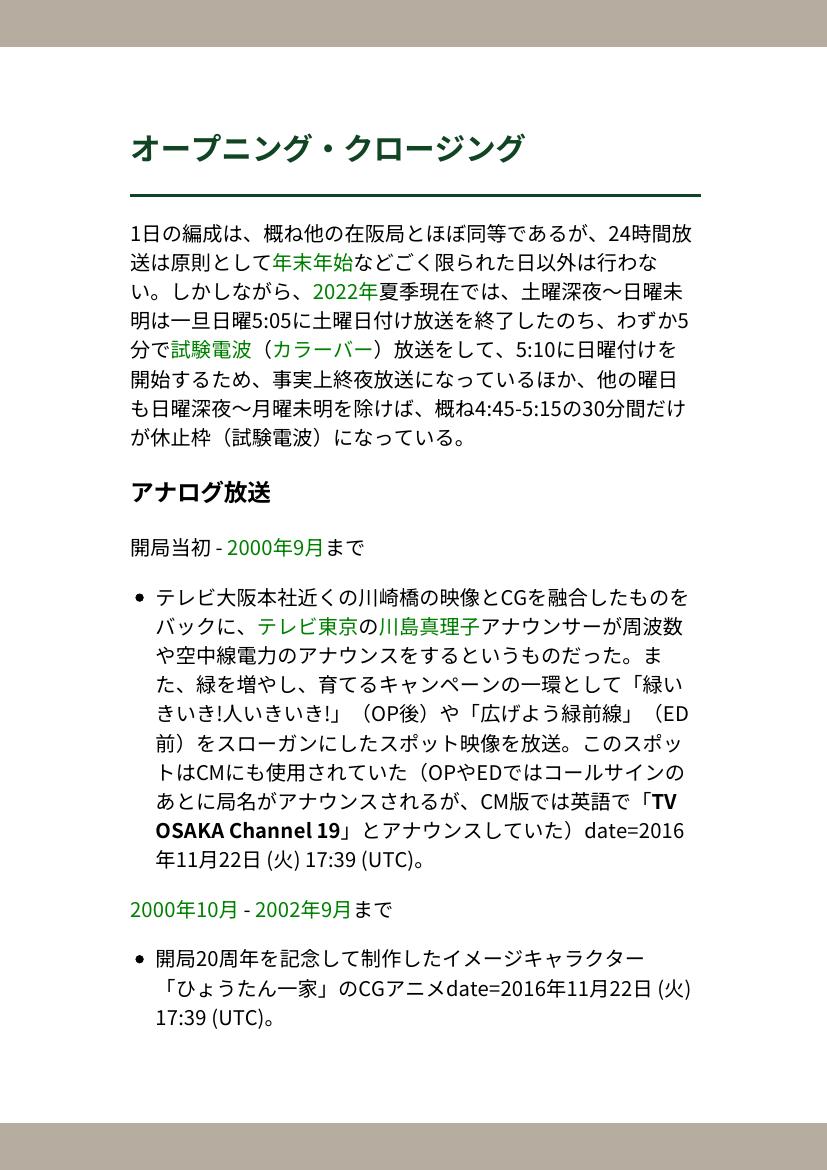 オープニング・クロージング
1日の編成は、概ね他の在阪局とほぼ同等であるが、24時間放
送は原則として年末年始などごく限られた日以外は行わな
い。しかしながら、2022年夏季現在では、土曜深夜～日曜未
明は一旦日曜5:05に土曜日付け放送を終了したのち、わずか5
分で試験電波（カラーバー）放送をして、5:10に日曜付けを
開始するため、事実上終夜放送になっているほか、他の曜日
も日曜深夜～月曜未明を除けば、概ね4:45-5:15の30分間だけ
が休止枠（試験電波）になっている。
アナログ放送
開局当初 - 2000年9月まで
• テレビ大阪本社近くの川崎橋の映像とCGを融合したものを
バックに、テレビ東京の川島真理子アナウンサーが周波数
や空中線電力のアナウンスをするというものだった。ま
た、緑を増やし、育てるキャンペーンの一環として「緑い
きいき!人いきいき!」（OP後）や「広げよう緑前線」（ED
前）をスローガンにしたスポット映像を放送。このスポッ
トはCMにも使用されていた（OPやEDではコールサインの
あとに局名がアナウンスされるが、CM版では英語で「TV
OSAKA Channel 19」とアナウンスしていた）date=2016
年11月22日 (火) 17:39 (UTC)。
2000年10月 - 2002年9月まで
• 開局20周年を記念して制作したイメージキャラクター
「ひょうたん一家」のCGアニメdate=2016年11月22日 (火)
17:39 (UTC)。